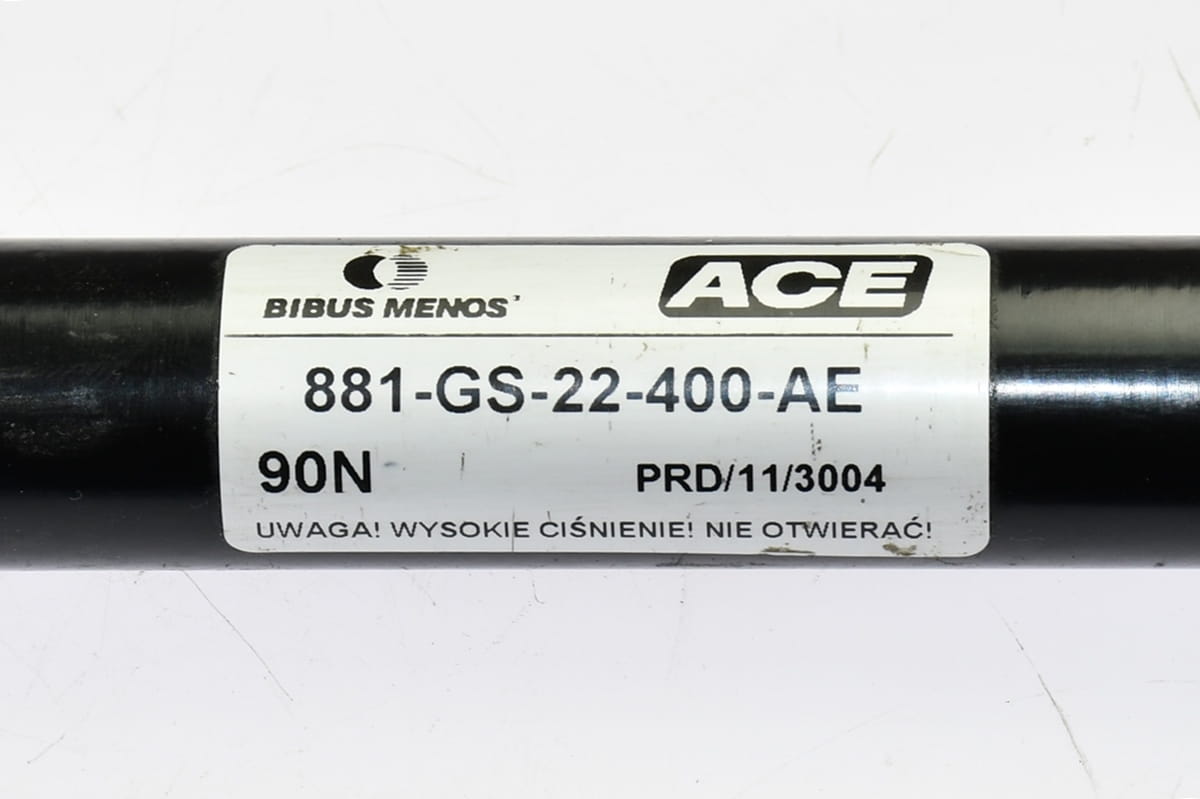 BIBUS MENOS
ACE
881-GS-22-400-AE
90N
PRD/11/3004
UWAGA! WYSOKIE CIŚNIENIE! NIE OTWIERAĆ!